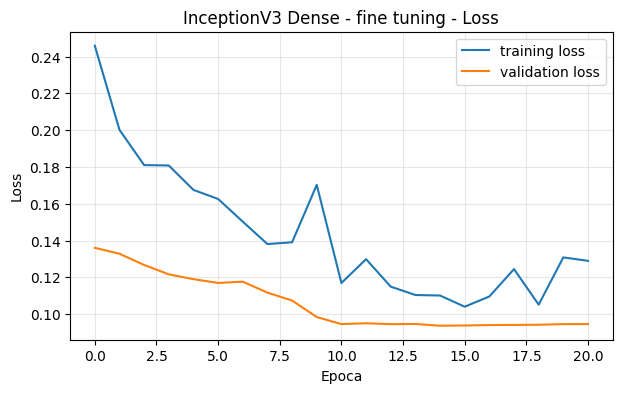 InceptionV3 Dense - fine tuning - Loss
training loss
validation loss
Loss
0.24
0.22
0.20
0.18
0.16
0.14
0.12
0.10
0.0 2.5 5.0 7.5 10.0 12.5 15.0 17.5 20.0
Epoca